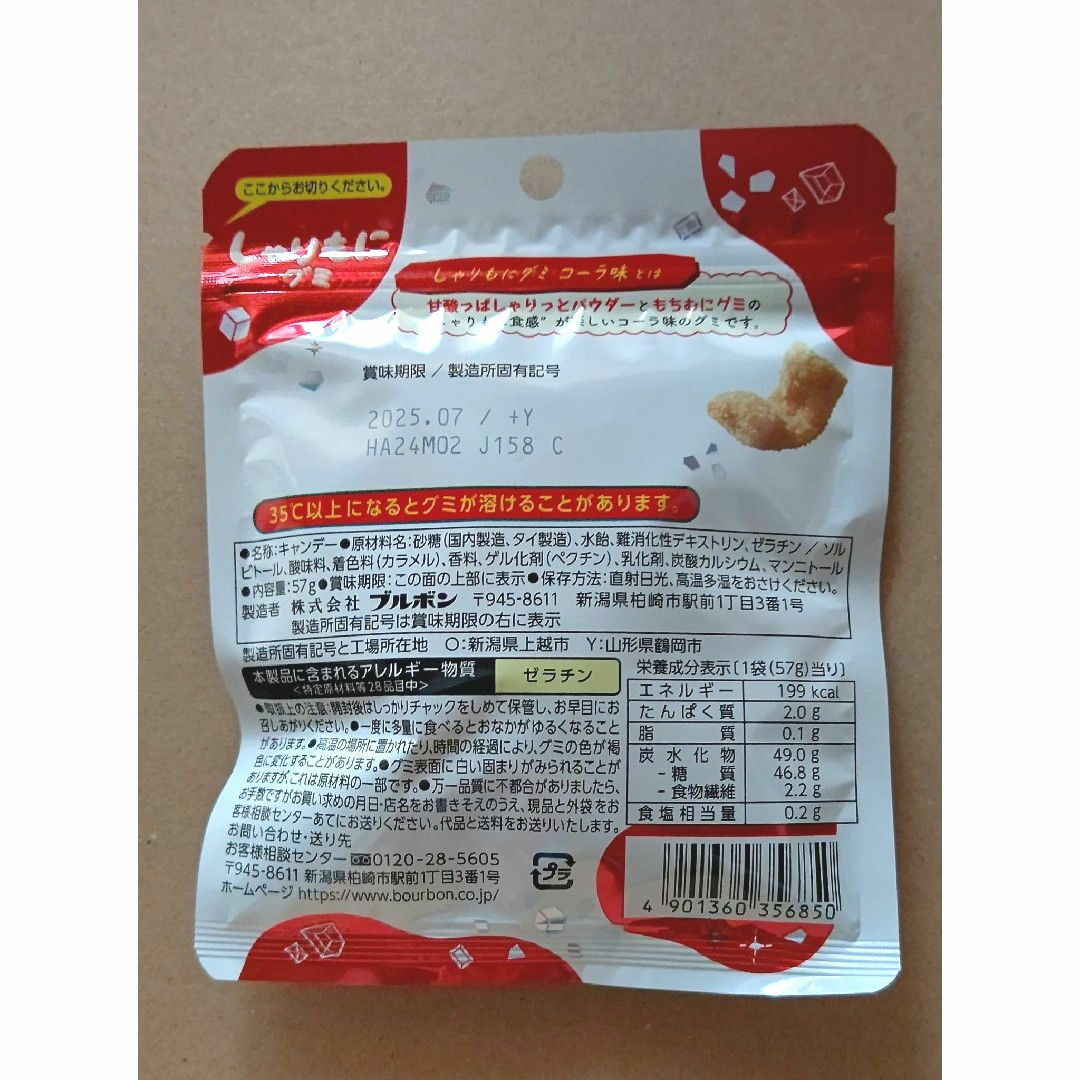 ここからお切りください。
しゃりもに
グミ
しゃりもにグミ コーラ味とは
甘酸っぱしゃりっとパウダーともちむにグミの
食感"が楽しいコーラ味のグミです。
賞味期限／製造所固有記号
2025.07 / +Y
HA24M02 J158 C
35℃以上になるとグミが溶けることがあります。
●名称:キャンデー●原材料名:砂糖(国内製造、タイ製造)、水飴、難消化性デキストリン、ゼラチン／ソル
ビトール、酸味料、着色料(カラメル)、香料、ゲル化剤(ペクチン)、乳化剤、炭酸カルシウム、マンニトール
●内容量:57g●賞味期限:この面の上部に表示●保存方法:直射日光、高温多湿をおさけください。
製造者 株式会社 ブルボン 〒945-8611 新潟県柏崎市駅前1丁目3番1号
製造所固有記号は賞味期限の右に表示
製造所固有記号と工場所在地 O:新潟県上越市 Y:山形県鶴岡市
本製品に含まれるアレルギー物質
<特定原材料等28品目中>
ゼラチン
●取扱上の注意:開封後はしっかりチャックをしめて保管し、お早目にお
召しあがりください。●一度に多量に食べるとおなかがゆるくなること
があります。●高温の場所に置かれたり、時間の経過により、グミの色が褐
色に変化することがあります。●グミ表面に白い固まりがみられることが
ありますが、これは原材料の一部です。●万一品質に不都合がありましたら、
お手数ですがお買い求めの月日・店名をお書きそえのうえ、現品と外袋をお
客様相談センターあてにお送りください。代品と送料をお送りいたします。
お問い合わせ・送り先
お客様相談センター 0120-28-5605
〒945-8611 新潟県柏崎市駅前1丁目3番1号
ホームページ https://www.bourbon.co.jp/
栄養成分表示[1袋(57g)当り]
エネルギー 199 kcal
たんぱく質 2.0 g
脂質 0.1 g
炭水化物 49.0 g
-糖質 46.8 g
-食物繊維 2.2 g
食塩相当量 0.2 g
プラ
4 901360 356850